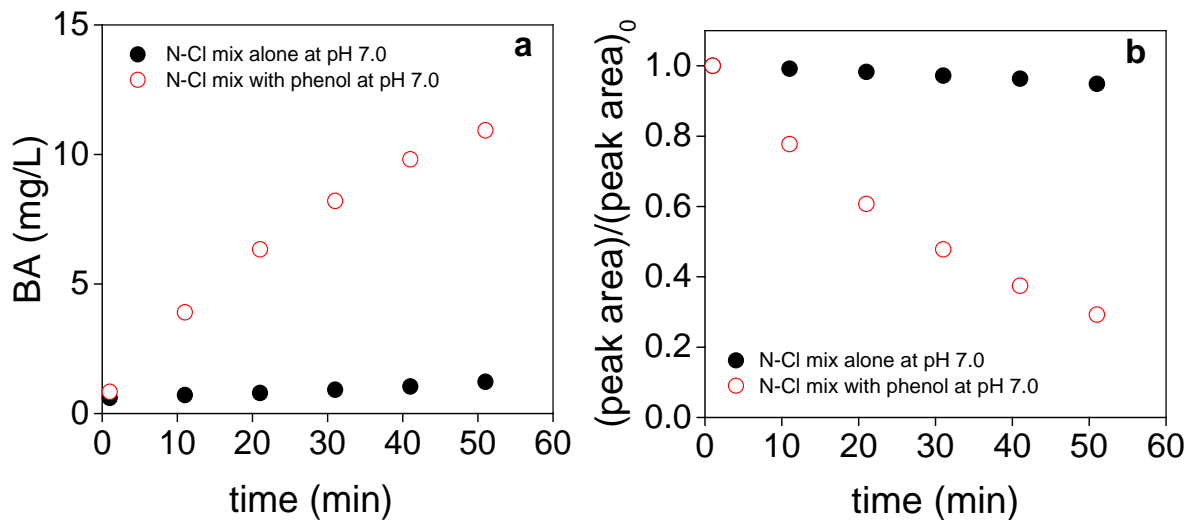 15
10
5
0
BA (mg/L)
a
N-Cl mix alone at pH 7.0
N-Cl mix with phenol at pH 7.0
0 10 20 30 40 50 60
time (min)
1.0
0.8
0.6
0.4
0.2
0.0
(peak area)/(peak area)0
b
N-Cl mix alone at pH 7.0
N-Cl mix with phenol at pH 7.0
0 10 20 30 40 50 60
time (min)